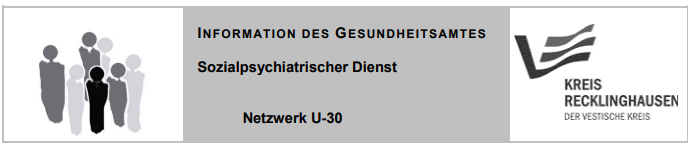 INFORMATION DES GESUNDHEITSAMTES
Sozialpsychiatrischer Dienst
Netzwerk U-30
KREIS
RECKLINGHAUSEN
DER VESTISCHE KREIS